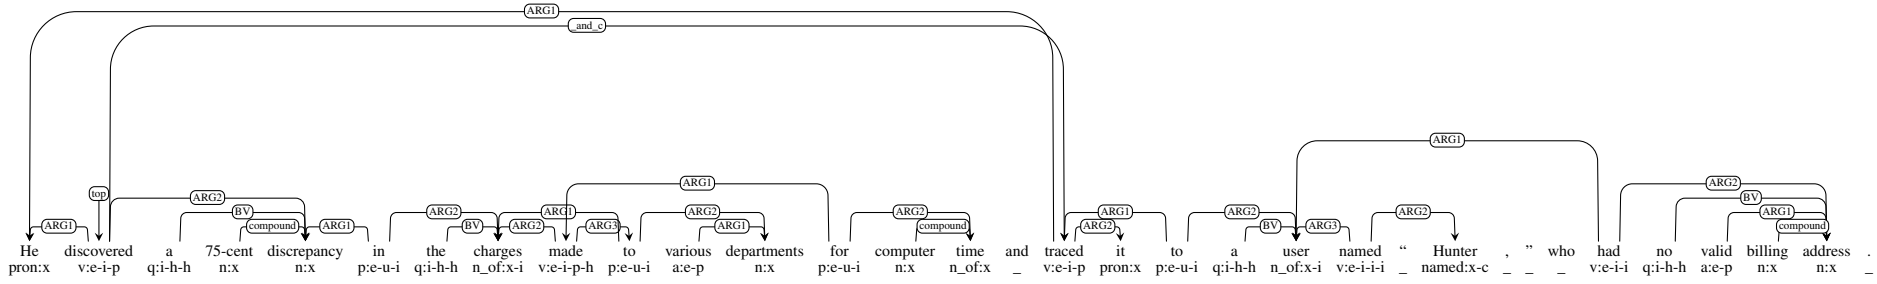 ARG1
_and_c
ARG1
top ARG2 ARG1 ARG2
BV ARG2 ARG1 ARG2 ARG2 ARG1 ARG2 ARG2 BV ARG1
ARG1 compound ARG1 BV ARG2 ARG3 ARG1 compound ARG2 BV ARG3 compound
He discovered a 75-cent discrepancy in the charges made to various departments for computer time and traced it to a user named “ Hunter , ” who had no valid billing address .
pron:x v:e-i-p q:i-h-h n:x n:x p:e-u-i q:i-h-h n_of:x-i v:e-i-p-h p:e-u-i a:e-p n:x p:e-u-i n:x n_of:x _ v:e-i-p pron:x p:e-u-i q:i-h-h n_of:x-i v:e-i-i-i _ named:x-c _ _ _ v:e-i-i q:i-h-h a:e-p n:x n:x _